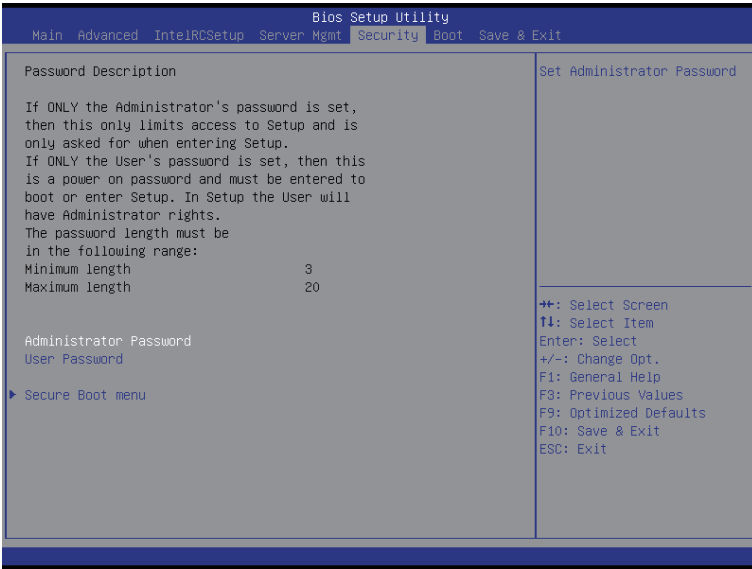 Bios Setup Utility
Main Advanced IntelRCSetup Server Mgmt Security Boot Save & Exit
Password Description
If ONLY the Administrator's password is set,
then this only limits access to Setup and is
only asked for when entering Setup.
If ONLY the User's password is set, then this
is a power on password and must be entered to
boot or enter Setup. In Setup the User will
have Administrator rights.
The password length must be
in the following range:
Minimum length 3
Maximum length 20
Administrator Password
User Password
Secure Boot menu
Set Administrator Password
→←: Select Screen
↑↓: Select Item
Enter: Select
+/-: Change Opt.
F1: General Help
F3: Previous Values
F9: Optimized Defaults
F10: Save & Exit
ESC: Exit